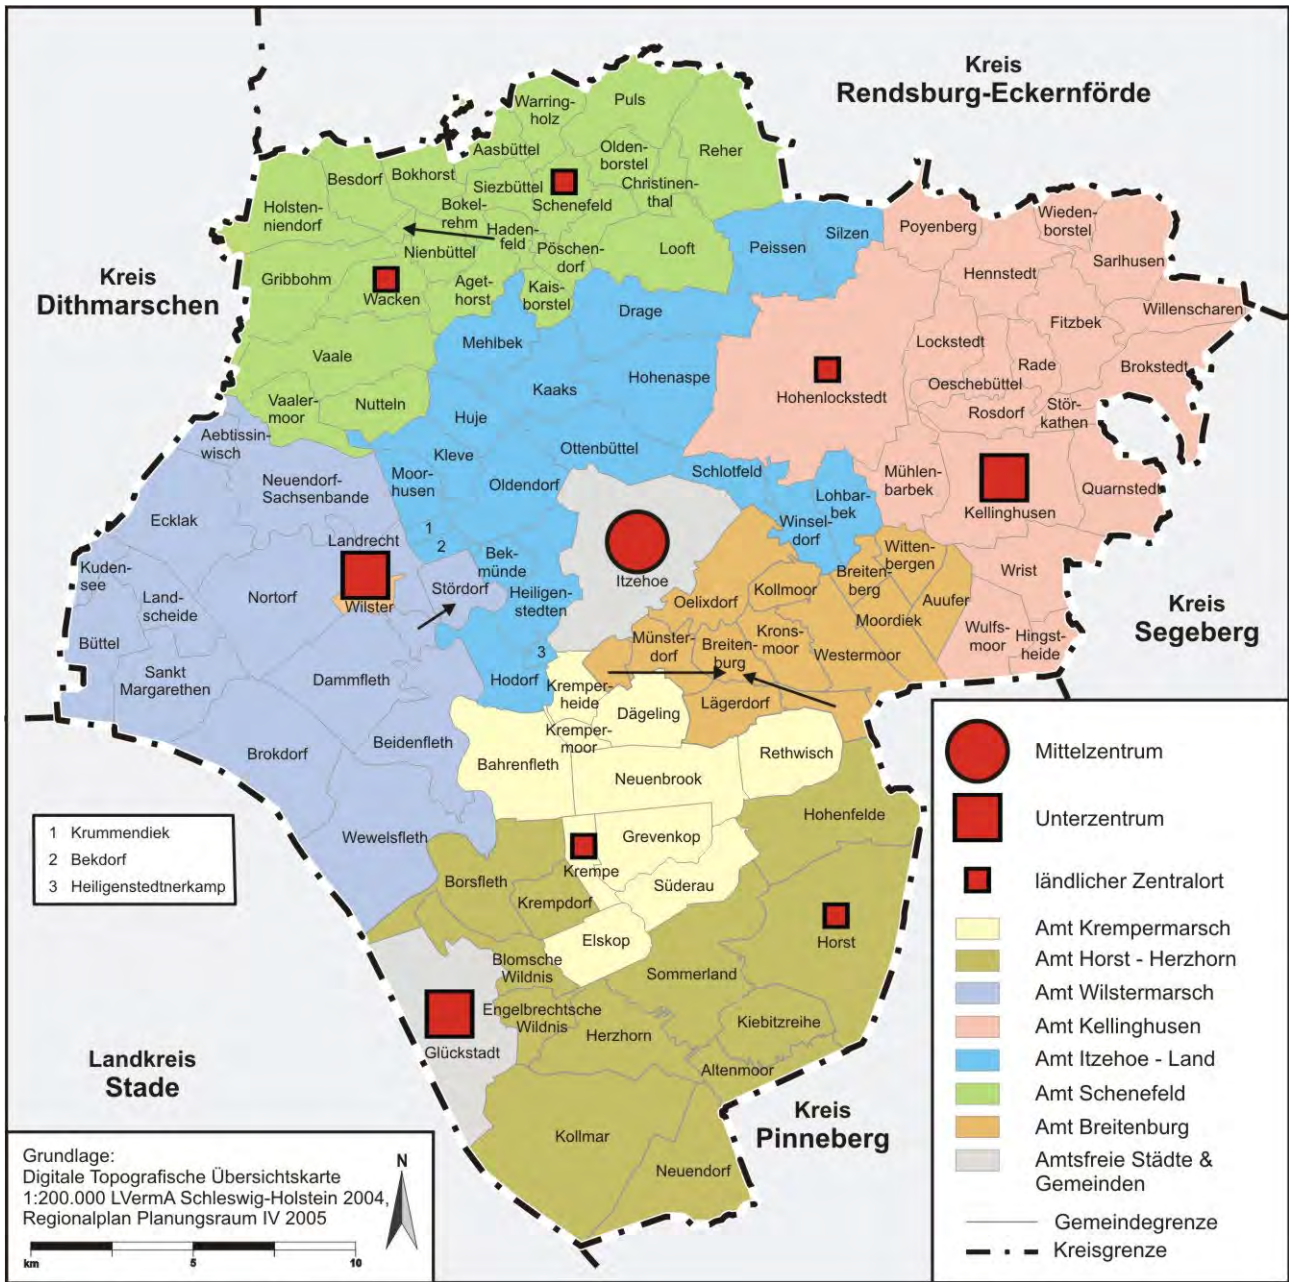 Kreis
Rendsburg-Eckernförde
Kreis
Dithmarschen
Kreis
Segeberg
Landkreis
Stade
Kreis
Pinneberg
Warring-
holz
Puls
Aasbüttel
Olden-
borstel
Reher
Besdorf
Bokhorst
Siezbüttel
Schenefeld
Christinen-
thal
Holsten-
niendorf
Bokel-
rehm
Haden-
feld
Nienbüttel
Pöschen-
dorf
Looft
Gribbohm
Wacken
Aget-
horst
Kais-
borstel
Vaale
Vaaler-
moor
Nutteln
Peissen
Silzen
Drage
Mehlbek
Hohenaspe
Kaaks
Huje
Kleve
Ottenbüttel
Moor-
husen
Oldendorf
Schlotfeld
Lohbar-
bek
Winsel-
dorf
1
2
Bek-
münde
Heiligen-
stedten
3
Hodorf
Poyenberg
Wieden-
borstel
Sarlhusen
Hennstedt
Willenscharen
Fitzbek
Lockstedt
Rade
Brokstedt
Oeschebüttel
Hohenlockstedt
Rosdorf
Stör-
kathen
Mühlen-
barbek
Kellinghusen
Quarnstedt
Wrist
Wulfs-
moor
Hingst-
heide
Aebtissin-
wisch
Neuendorf-
Sachsenbande
Ecklak
Landrecht
Kuden-
see
Land-
scheide
Nortorf
Wilster
Stördorf
Büttel
Sankt
Margarethen
Dammfleth
Beidenfleth
Brokdorf
Wewelsfleth
Itzehoe
Oelixdorf
Kollmoor
Breiten-
berg
Witten-
bergen
Auufer
Moordiek
Münster-
dorf
Breiten-
burg
Krons-
moor
Westermoor
Lägerdorf
Kremper-
heide
Kremper-
moor
Dägeling
Rethwisch
Bahrenfleth
Neuenbrook
Grevenkop
Krempe
Süderau
Elskop
Hohenfelde
Borsfleth
Krempdorf
Horst
Blomsche
Wildnis
Sommerland
Engelbrechtsche
Wildnis
Herzhorn
Kiebitzreihe
Glückstadt
Altenmoor
Kollmar
Neuendorf
1 Krummendiek
2 Bekdorf
3 Heiligenstedtnerkamp
Mittelzentrum
Unterzentrum
ländlicher Zentralort
Amt Krempermarsch
Amt Horst - Herzhorn
Amt Wilstermarsch
Amt Kellinghusen
Amt Itzehoe - Land
Amt Schenefeld
Amt Breitenburg
Amtsfreie Städte &
Gemeinden
Gemeindegrenze
Kreisgrenze
Grundlage:
Digitale Topografische Übersichtskarte
1:200.000 LVermA Schleswig-Holstein 2004,
Regionalplan Planungsraum IV 2005
N
km 5 10